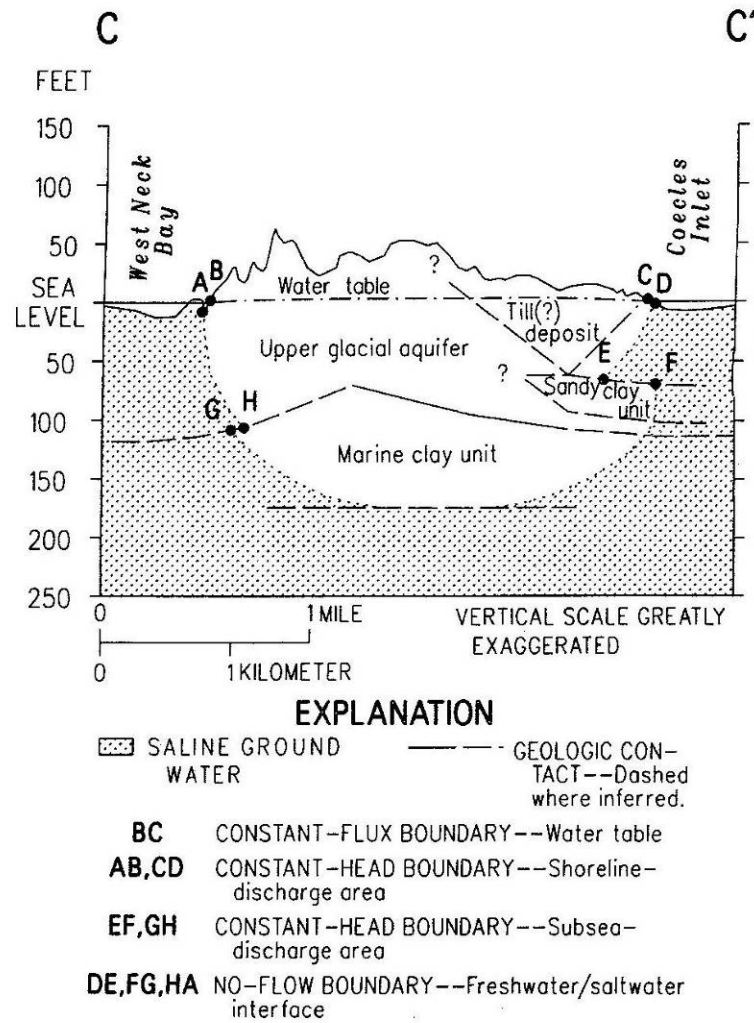 C C'
FEET
150
100
50
SEA
LEVEL
50
100
150
200
250
West Neck
Bay
Coecles
Inlet
A B
C D
?
Water table
Till(?)
deposit
Upper glacial aquifer
E
F
?
Sandy clay
unit
G H
Marine clay unit
0 1 MILE
0 1 KILOMETER
VERTICAL SCALE GREATLY
EXAGGERATED
EXPLANATION
SALINE GROUND
WATER
GEOLOGIC CON-
TACT--Dashed
where inferred.
BC CONSTANT-FLUX BOUNDARY--Water table
AB,CD CONSTANT-HEAD BOUNDARY--Shoreline-
discharge area
EF,GH CONSTANT-HEAD BOUNDARY--Subsea-
discharge area
DE,FG,HA NO-FLOW BOUNDARY--Freshwater/saltwater
interface